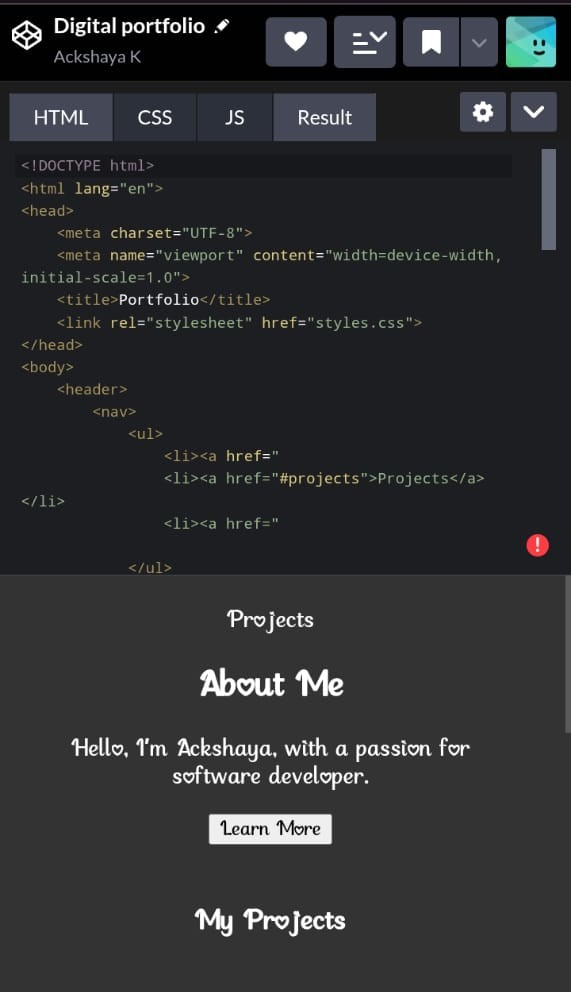 Digital portfolio
Ackshaya K
HTML CSS JS Result
<!DOCTYPE html>
<html lang="en">
<head>
<meta charset="UTF-8">
<meta name="viewport" content="width=device-width,
initial-scale=1.0">
<title>Portfolio</title>
<link rel="stylesheet" href="styles.css">
</head>
<body>
<header>
<nav>
<ul>
<li><a href="
<li><a href="#projects">Projects</a>
</li>
<li><a href="
!
</ul>
Projects
About Me
Hello, I'm Ackshaya, with a passion for
software developer.
Learn More
My Projects